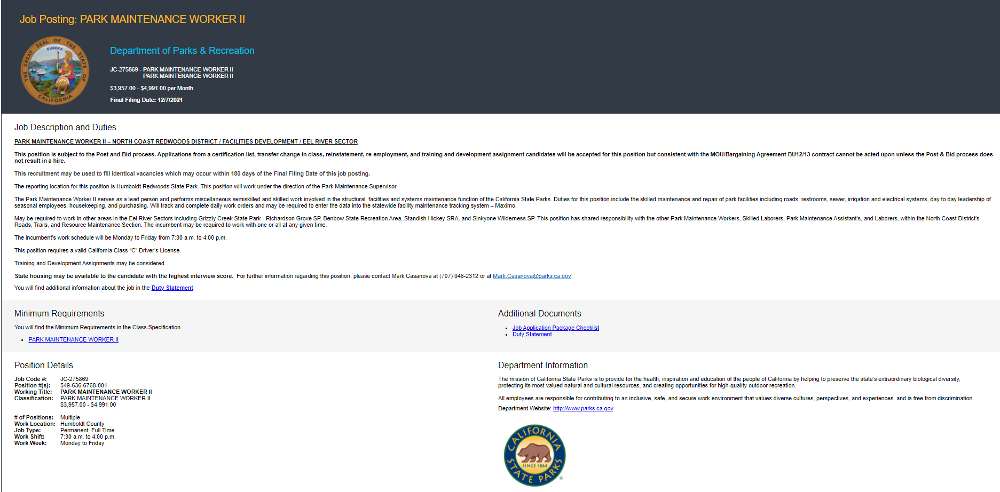 Job Posting: PARK MAINTENANCE WORKER II
THE GREAT SEAL OF THE STATE OF CALIFORNIA
EUREKA
Department of Parks & Recreation
JC-275869 - PARK MAINTENANCE WORKER II
PARK MAINTENANCE WORKER II
$3,957.00 - $4,991.00 per Month
Final Filing Date: 12/7/2021
Job Description and Duties
PARK MAINTENANCE WORKER II – NORTH COAST REDWOODS DISTRICT / FACILITIES DEVELOPMENT / EEL RIVER SECTOR
This position is subject to the Post and Bid process. Applications from a certification list, transfer change in class, reinstatement, re-employment, and training and development assignment candidates will be accepted for this position but consistent with the MOU/Bargaining Agreement BU12/13 contract cannot be acted upon unless the Post & Bid process does
not result in a hire.
This recruitment may be used to fill identical vacancies which may occur within 180 days of the Final Filing Date of this job posting.
The reporting location for this position is Humboldt Redwoods State Park. This position will work under the direction of the Park Maintenance Supervisor.
The Park Maintenance Worker II serves as a lead person and performs miscellaneous semiskilled and skilled work involved in the structural, facilities and systems maintenance function of the California State Parks. Duties for this position include the skilled maintenance and repair of park facilities including roads, restrooms, sewer, irrigation and electrical systems, day to day leadership of
seasonal employees, housekeeping, and purchasing. Will track and complete daily work orders and may be required to enter the data into the statewide facility maintenance tracking system – Maximo.
May be required to work in other areas in the Eel River Sectors including Grizzly Creek State Park - Richardson Grove SP, Benbow State Recreation Area, Standish Hickey SRA, and Sinkyone Wilderness SP. This position has shared responsibility with the other Park Maintenance Workers, Skilled Laborers, Park Maintenance Assistant's, and Laborers, within the North Coast District's
Roads, Trails, and Resource Maintenance Section. The incumbent may be required to work with one or all at any given time.
The incumbent's work schedule will be Monday to Friday from 7:30 a.m. to 4:00 p.m.
This position requires a valid California Class “C” Driver's License.
Training and Development Assignments may be considered.
State housing may be available to the candidate with the highest interview score. For further information regarding this position, please contact Mark Casanova at (707) 946-2312 or at Mark.Casanova@parks.ca.gov
You will find additional information about the job in the Duty Statement.
Minimum Requirements
You will find the Minimum Requirements in the Class Specification.
• PARK MAINTENANCE WORKER II
Additional Documents
• Job Application Package Checklist
• Duty Statement
Position Details
Job Code #: JC-275869
Position #(s): 549-636-6768-001
Working Title: PARK MAINTENANCE WORKER II
Classification: PARK MAINTENANCE WORKER II
$3,957.00 - $4,991.00
# of Positions: Multiple
Work Location: Humboldt County
Job Type: Permanent, Full Time
Work Shift: 7:30 a.m. to 4:00 p.m.
Work Week: Monday to Friday
Department Information
The mission of California State Parks is to provide for the health, inspiration and education of the people of California by helping to preserve the state's extraordinary biological diversity,
protecting its most valued natural and cultural resources, and creating opportunities for high-quality outdoor recreation.
All employees are responsible for contributing to an inclusive, safe, and secure work environment that values diverse cultures, perspectives, and experiences, and is free from discrimination.
Department Website: http://www.parks.ca.gov
CALIFORNIA
SINCE 1864
STATE PARKS
®